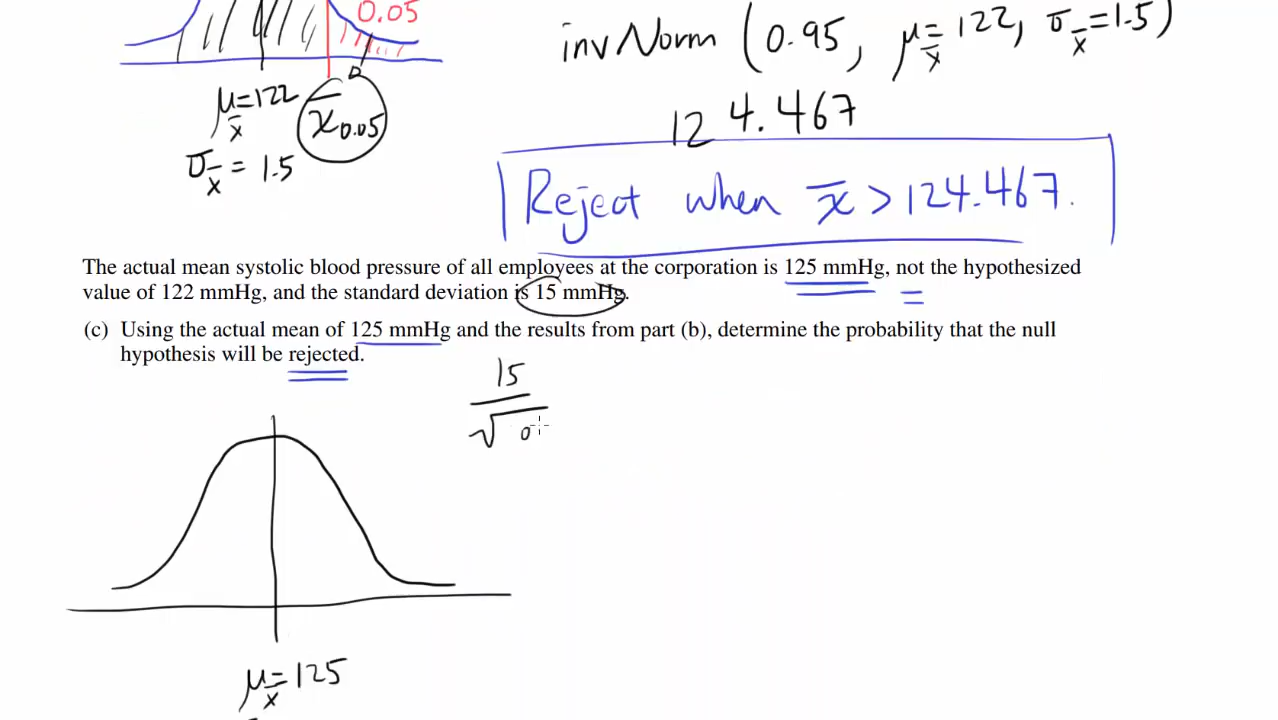 0.05
invNorm (0.95, μx̄=122, σx̄=1.5)
μx̄=122
x̄0.05
124.467
σx̄ = 1.5
Reject when x̄ > 124.467.
The actual mean systolic blood pressure of all employees at the corporation is 125 mmHg, not the hypothesized
value of 122 mmHg, and the standard deviation is 15 mmHg.
(c) Using the actual mean of 125 mmHg and the results from part (b), determine the probability that the null
hypothesis will be rejected.
15
√0
μx̄=125